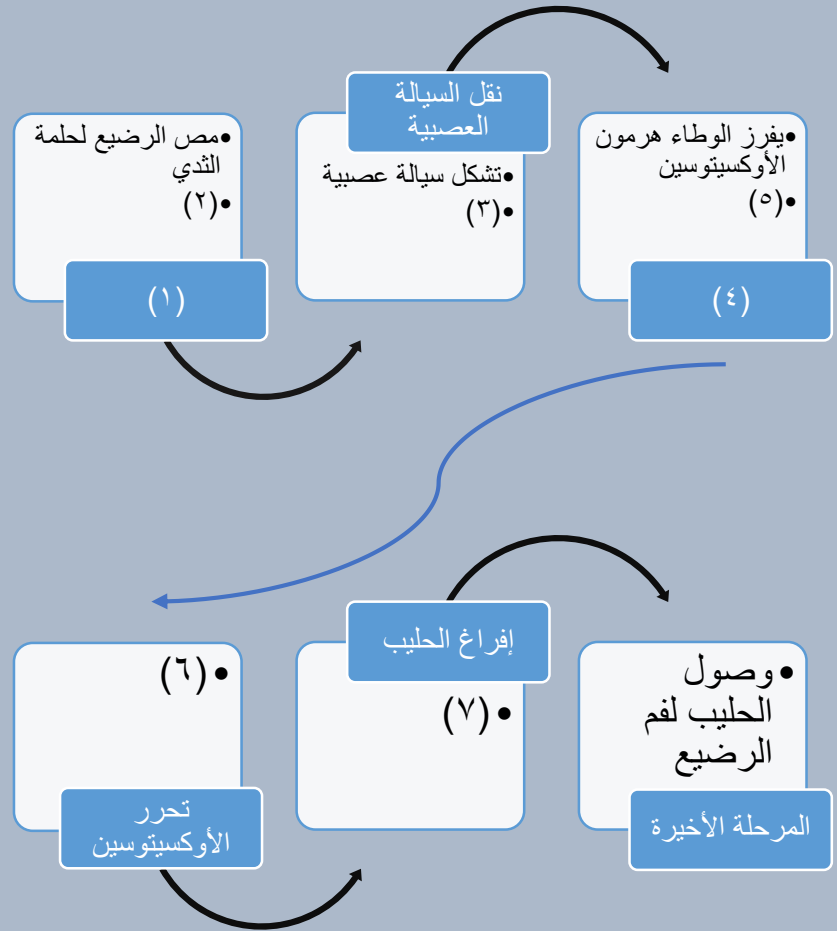 •مص الرضيع لحلمة
الثدي
•(٢)
(١)
نقل السيالة
العصبية
•تشكل سيالة عصبية
•(٣)
•يفرز الوطاء هرمون
الأوكسيتوسين
•(٥)
(٤)
•(٦)
تحرر
الأوكسيتوسين
إفراغ الحليب
•(٧)
•وصول
الحليب لفم
الرضيع
المرحلة الأخيرة